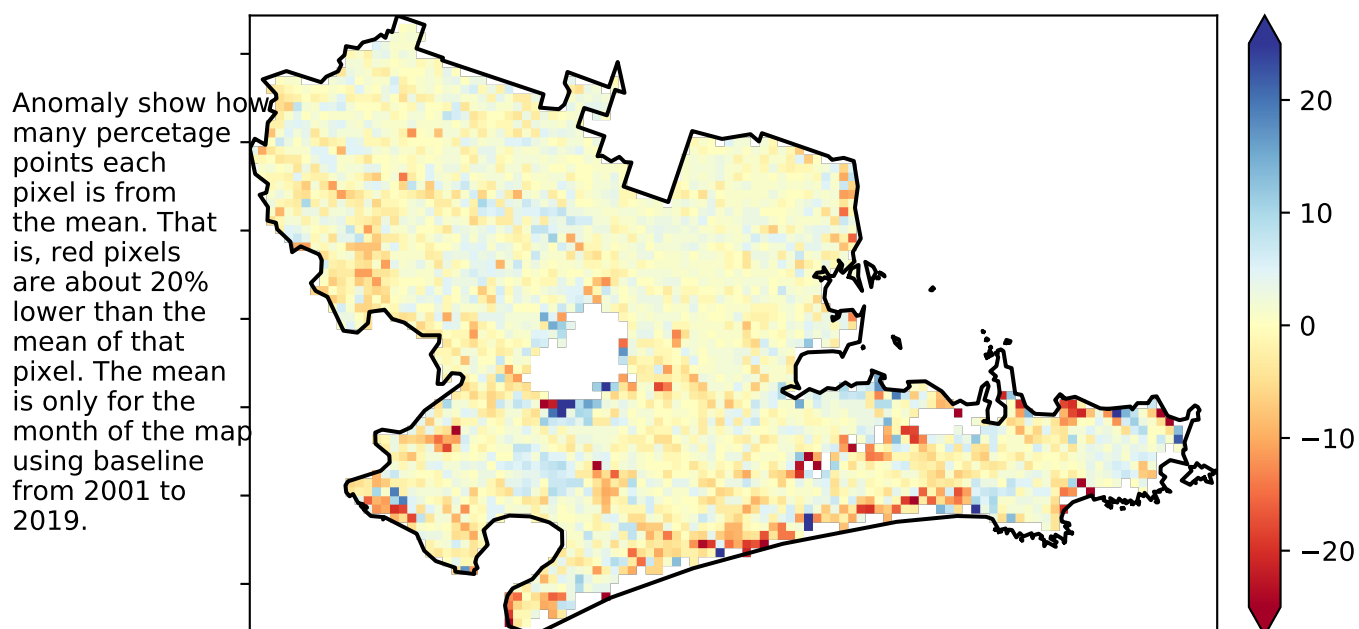 Anomaly show how
many percetage
points each
pixel is from
the mean. That
is, red pixels
are about 20%
lower than the
mean of that
pixel. The mean
is only for the
month of the map
using baseline
from 2001 to
2019.
20
10
0
−10
−20